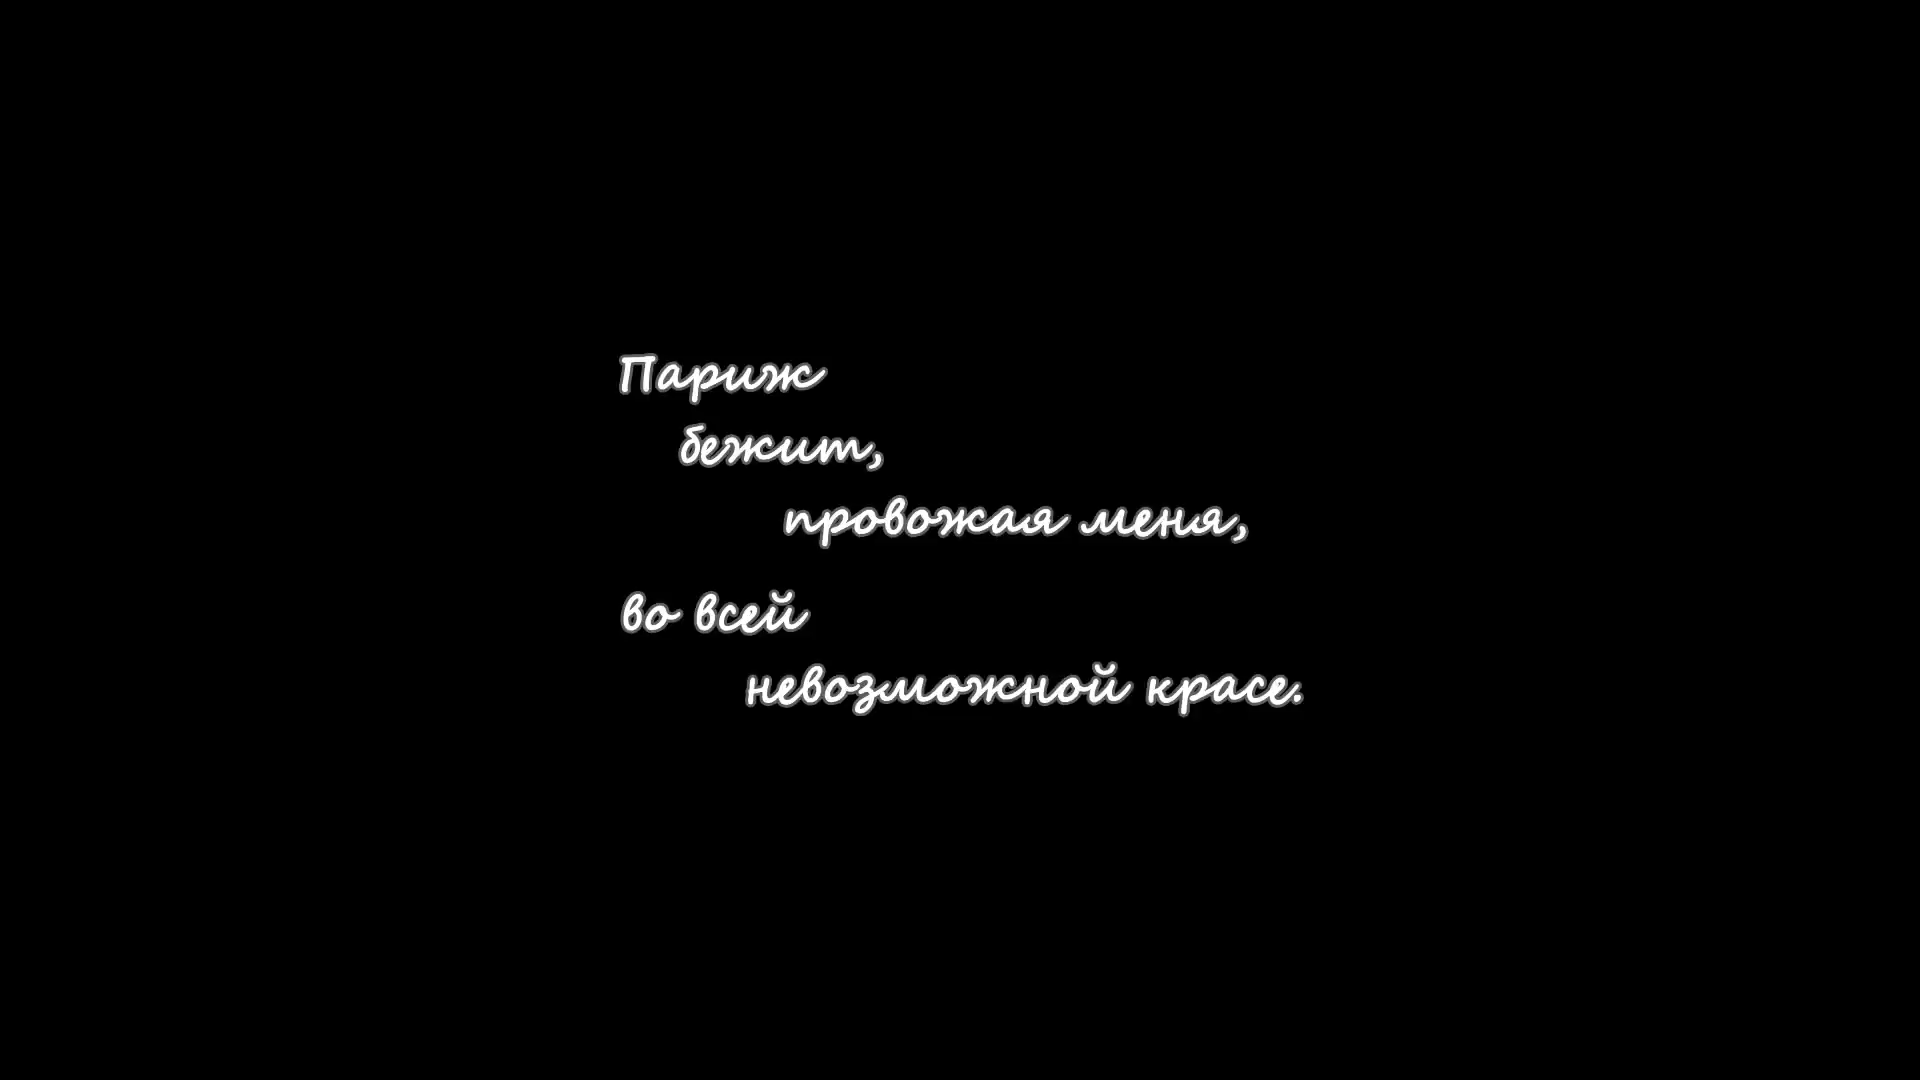 Париж
бежит,
провожая меня,
во всей
невозможной красе.